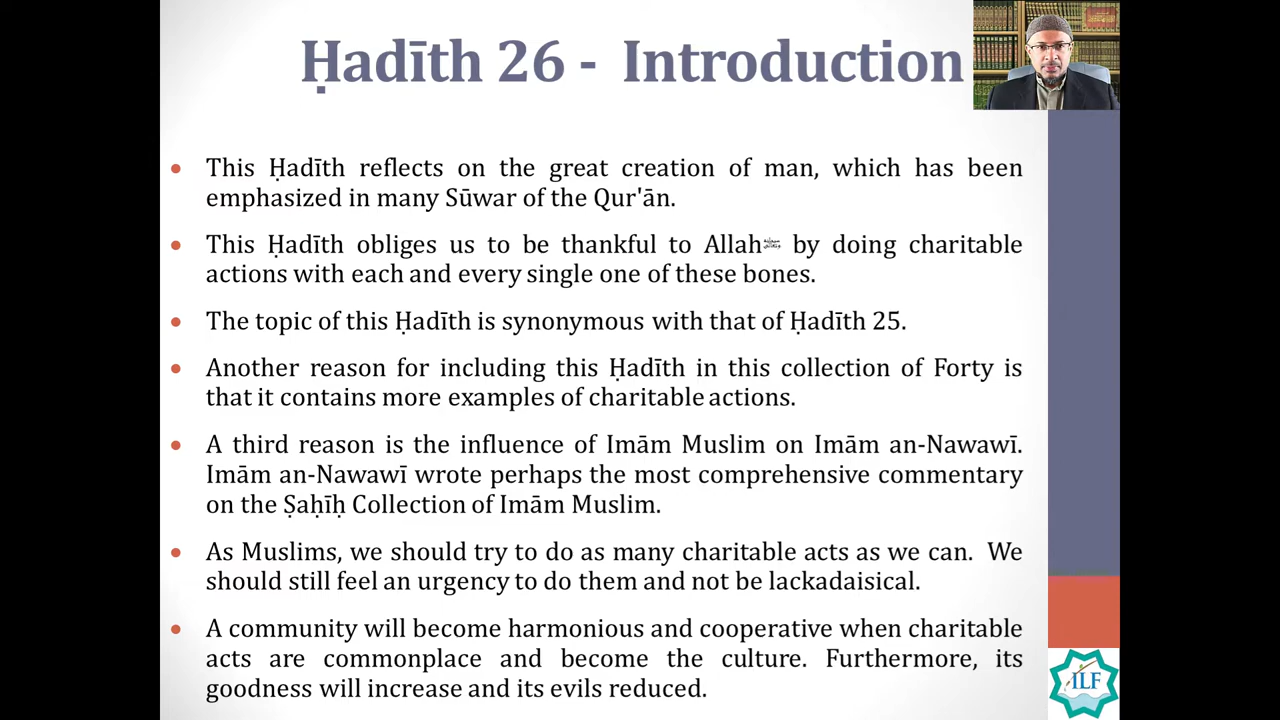 Ḥadīth 26 - Introduction
• This Ḥadīth reflects on the great creation of man, which has been
emphasized in many Sūwar of the Qur'ān.
• This Ḥadīth obliges us to be thankful to Allah by doing charitable
actions with each and every single one of these bones.
• The topic of this Ḥadīth is synonymous with that of Ḥadīth 25.
• Another reason for including this Ḥadīth in this collection of Forty is
that it contains more examples of charitable actions.
• A third reason is the influence of Imām Muslim on Imām an-Nawawī.
Imām an-Nawawī wrote perhaps the most comprehensive commentary
on the Ṣaḥīḥ Collection of Imām Muslim.
• As Muslims, we should try to do as many charitable acts as we can. We
should still feel an urgency to do them and not be lackadaisical.
• A community will become harmonious and cooperative when charitable
acts are commonplace and become the culture. Furthermore, its
goodness will increase and its evils reduced.
ILF